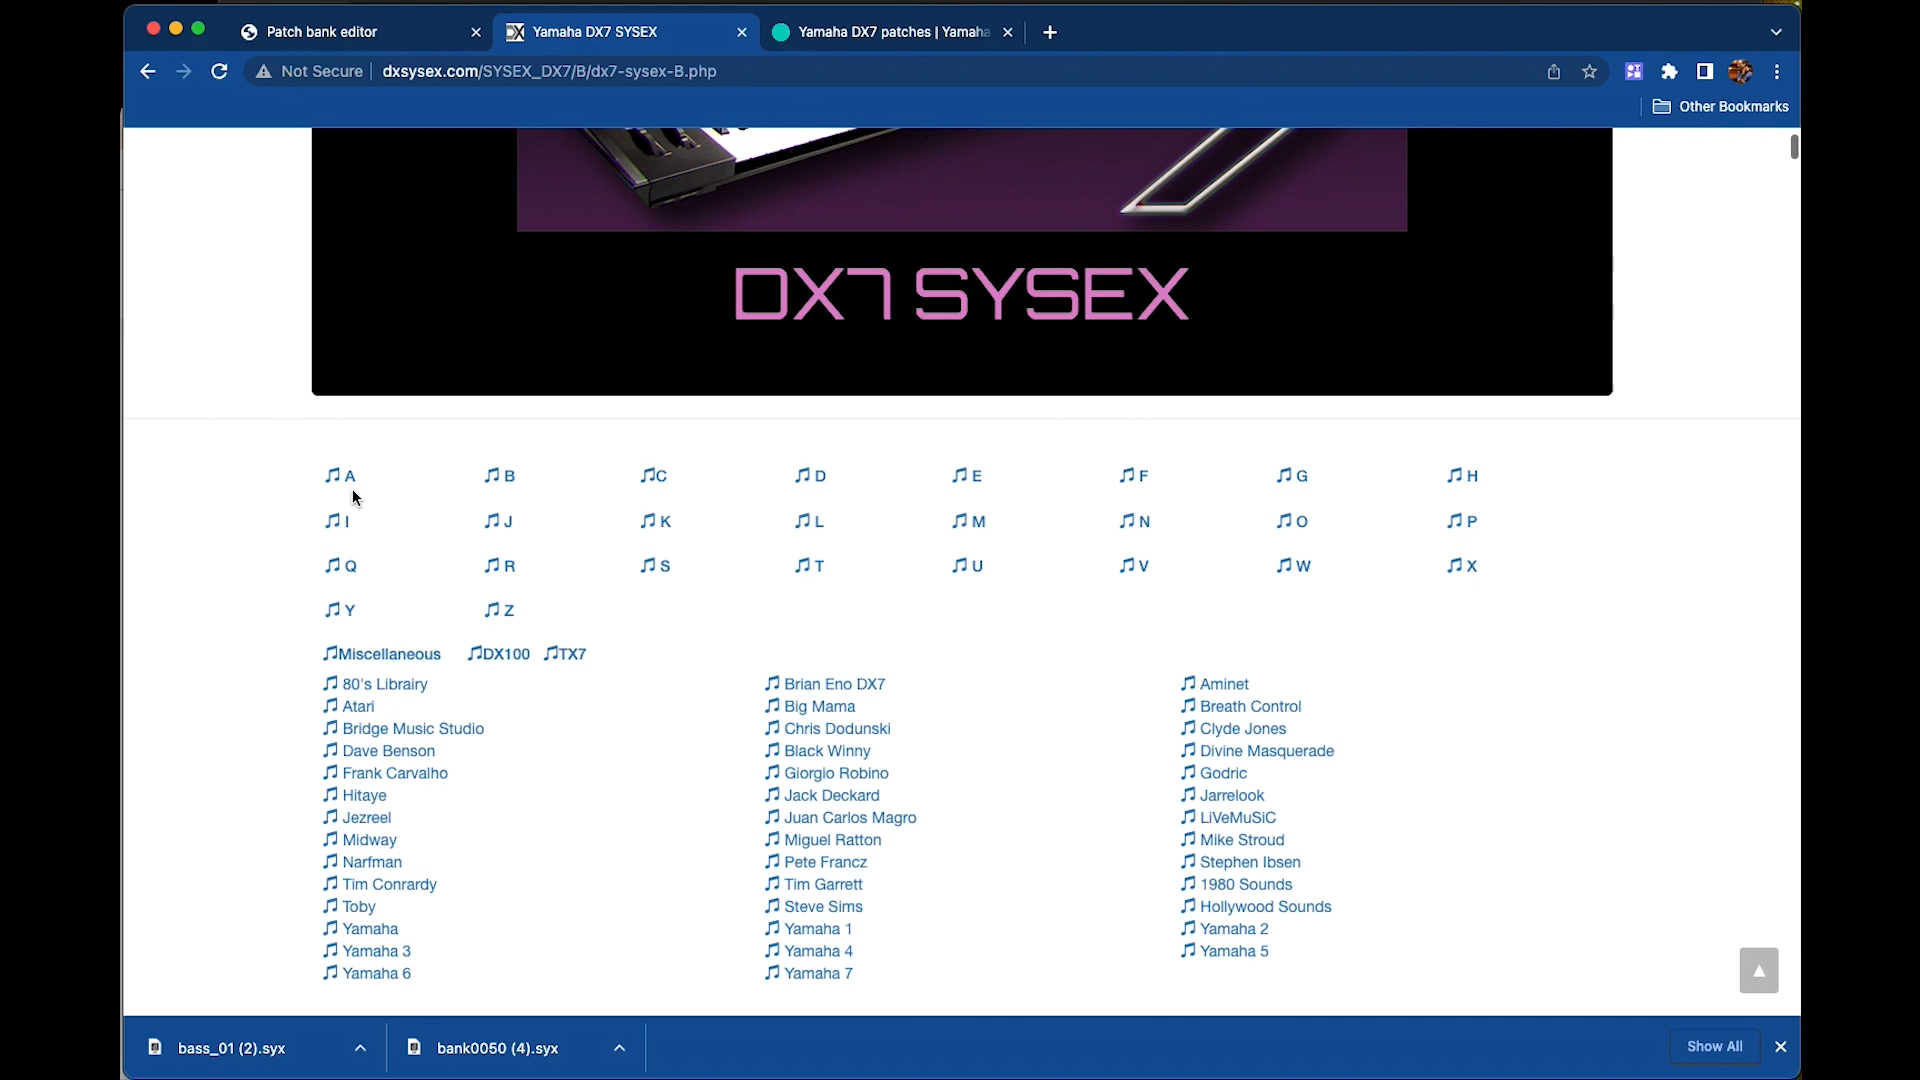 Patch bank editor
Yamaha DX7 SYSEX
Yamaha DX7 patches | Yamaha
Not Secure
dxsysex.com/SYSEX_DX7/B/dx7-sysex-B.php
Other Bookmarks
DX7 SYSEX
A B C D E F G H
I J K L M N O P
Q R S T U V W X
Y Z
Miscellaneous DX100 TX7
80's Librairy Brian Eno DX7 Aminet
Atari Big Mama Breath Control
Bridge Music Studio Chris Dodunski Clyde Jones
Dave Benson Black Winny Divine Masquerade
Frank Carvalho Giorgio Robino Godric
Hitaye Jack Deckard Jarrelook
Jezreel Juan Carlos Magro LiVeMuSiC
Midway Miguel Ratton Mike Stroud
Narfman Pete Francz Stephen Ibsen
Tim Conrardy Tim Garrett 1980 Sounds
Toby Steve Sims Hollywood Sounds
Yamaha Yamaha 1 Yamaha 2
Yamaha 3 Yamaha 4 Yamaha 5
Yamaha 6 Yamaha 7
bass_01 (2).syx
bank0050 (4).syx
Show All